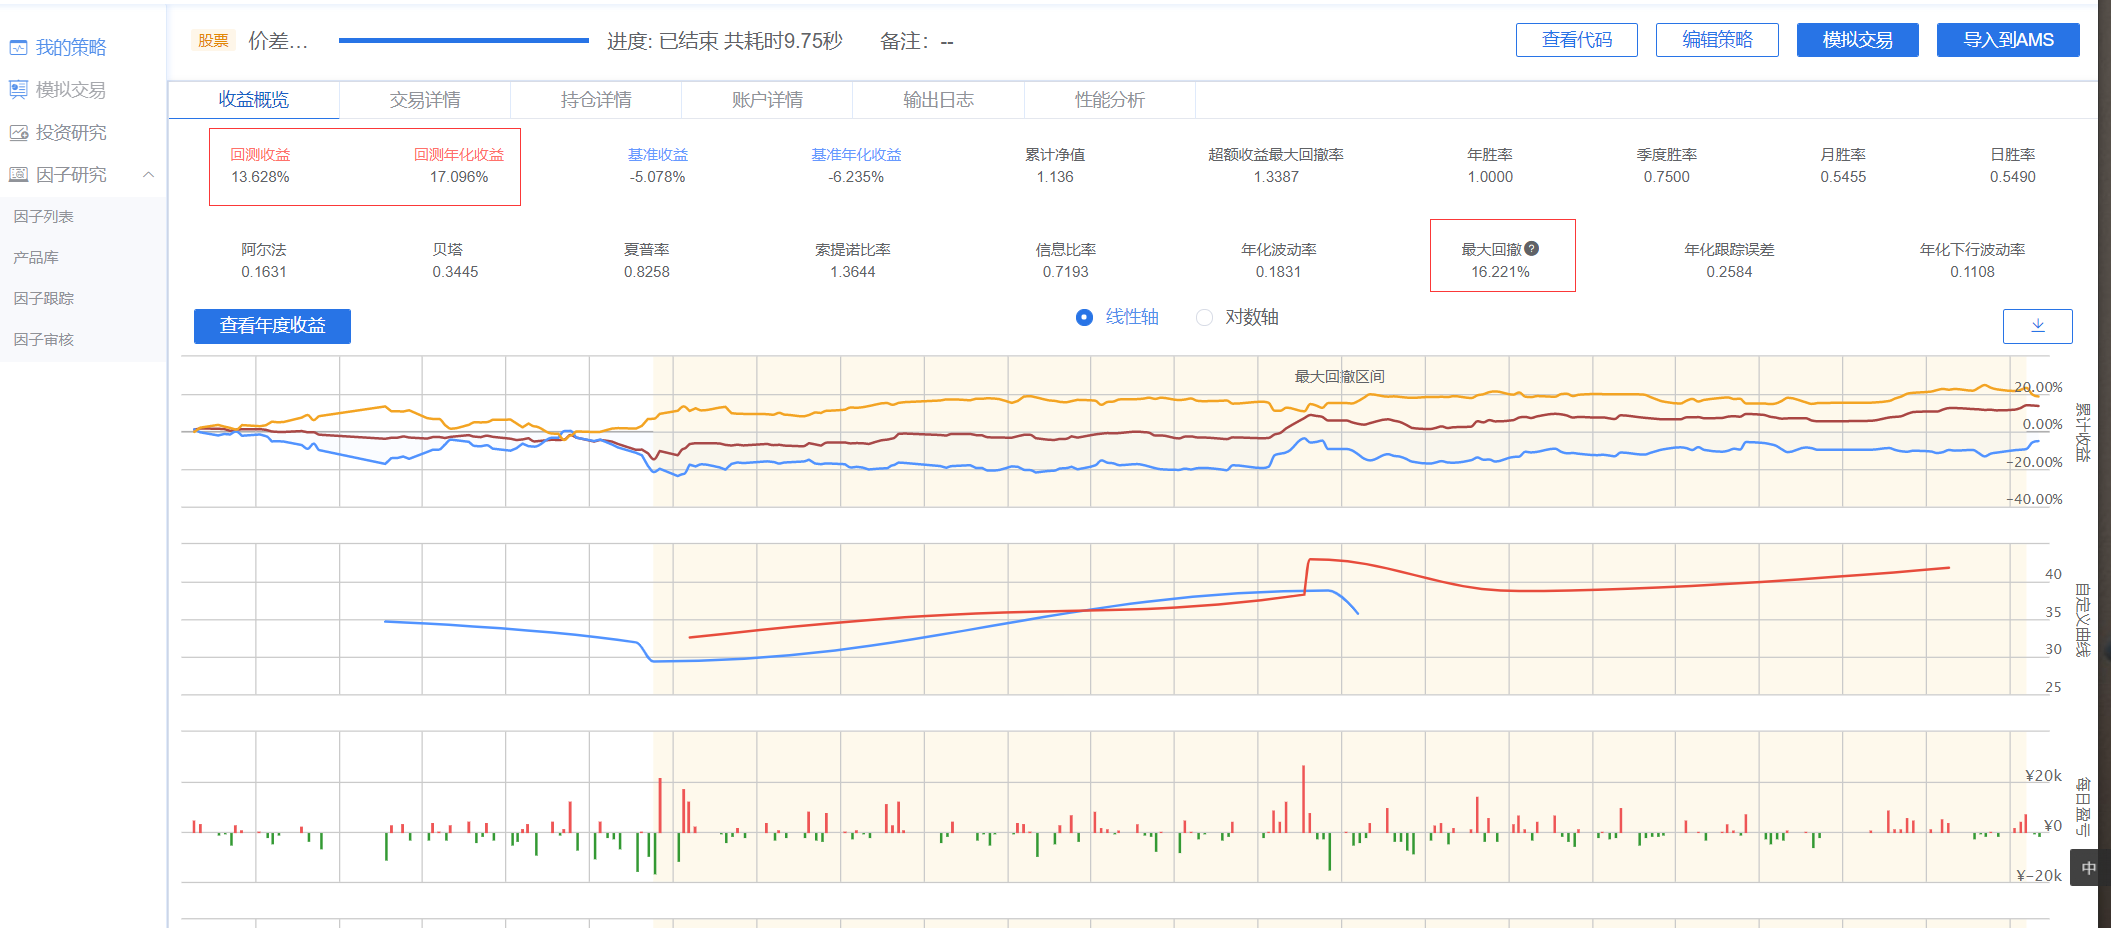 我的策略
模拟交易
投资研究
因子研究
因子列表
产品库
因子跟踪
因子审核
股票 价差... 进度: 已结束 共耗时9.75秒 备注: --
查看代码 编辑策略 模拟交易 导入到AMS
收益概览 交易详情 持仓详情 账户详情 输出日志 性能分析
回测收益 回测年化收益 基准收益 基准年化收益 累计净值 超额收益最大回撤率 年胜率 季度胜率 月胜率 日胜率
13.628% 17.096% -5.078% -6.235% 1.136 1.3387 1.0000 0.7500 0.5455 0.5490
阿尔法 贝塔 夏普率 索提诺比率 信息比率 年化波动率 最大回撤? 年化跟踪误差 年化下行波动率
0.1631 0.3445 0.8258 1.3644 0.7193 0.1831 16.221% 0.2584 0.1108
查看年度收益 线性轴 对数轴
最大回撤区间
20.00%
0.00%
-20.00%
-40.00%
累计收益
40
35
30
25
自定义曲线
¥20k
¥0
¥-20k
每日盈亏
中